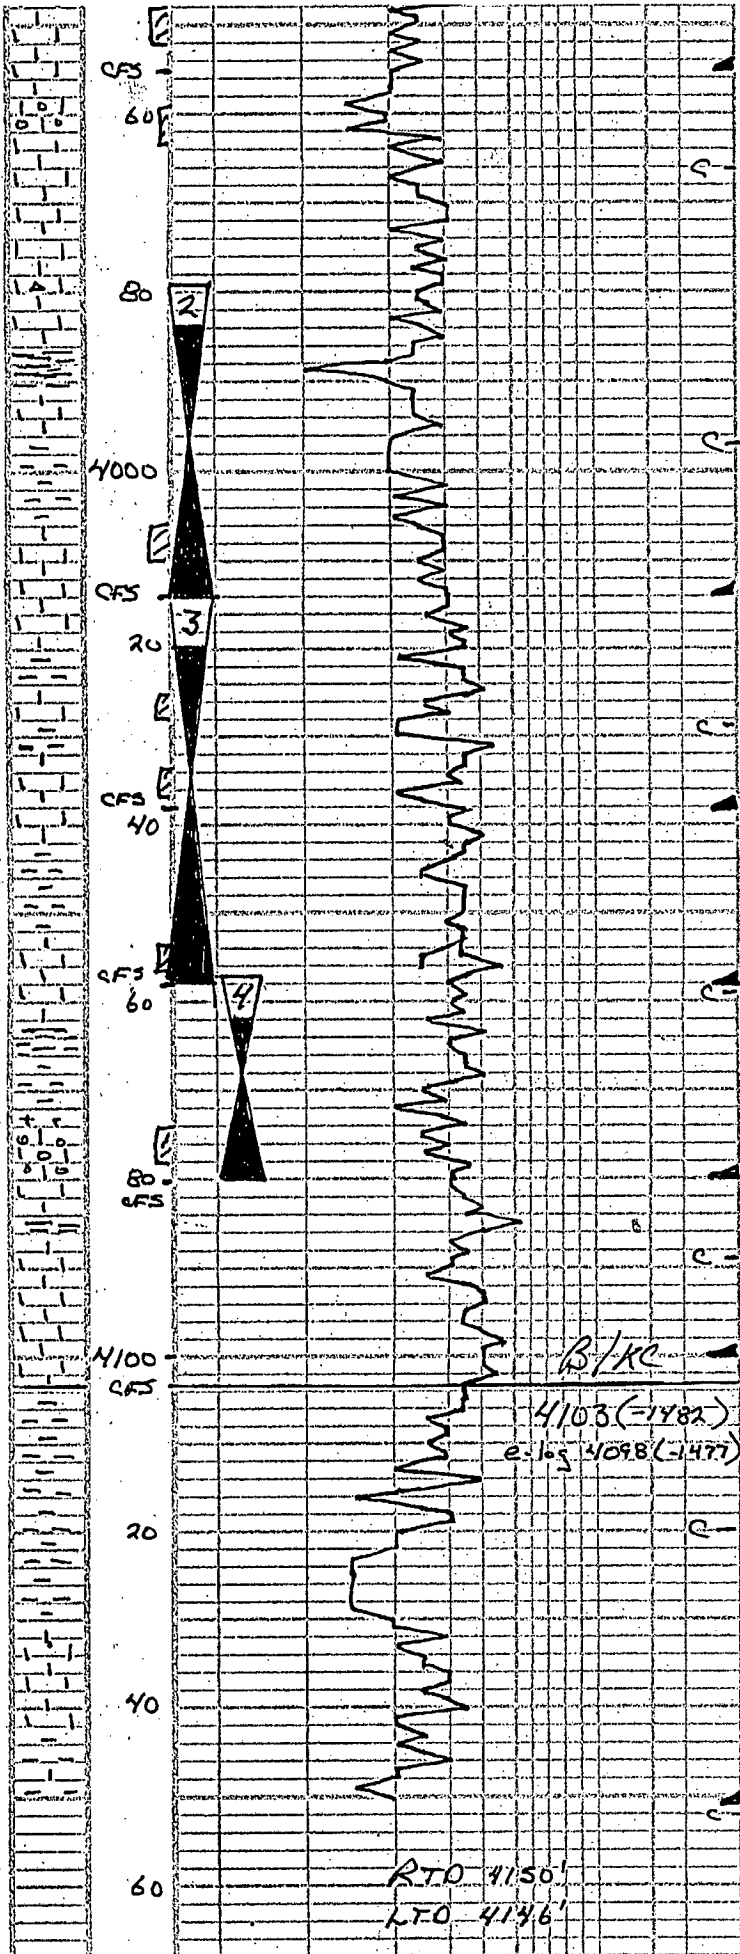 CFS
60
C
80
2
C
4000
CFS
3
20
C
CFS
40
CFS
60
C
4
80
CFS
C
4100
B/KC
CFS
4103 (-1482)
e-log 4098 (-1477)
20
C
40
C
60
RTD 4150'
LTD 4146'